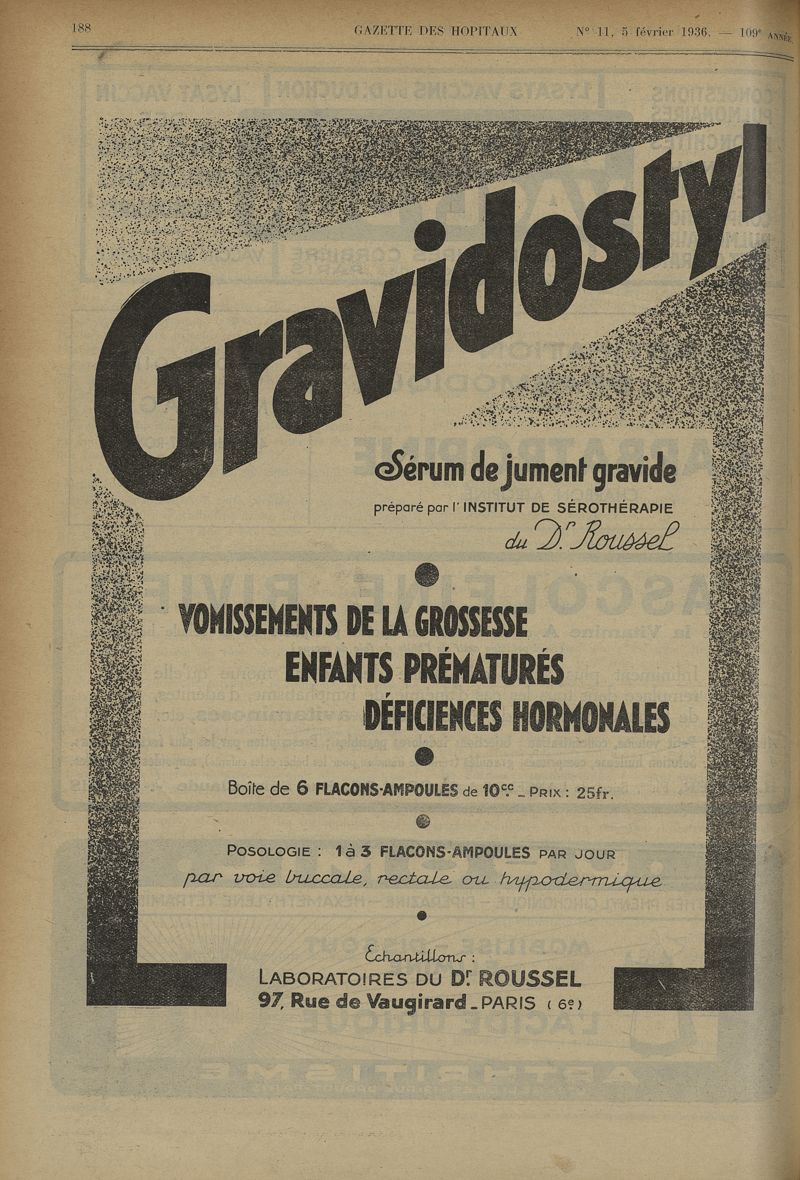 188 GAZETTE DES HOPITAUX N° 11, 5 février 1936. — 109e ANNÉE.
Gravidostyl
Sérum de jument gravide
préparé par l'INSTITUT DE SÉROTHÉRAPIE
du Dr Roussel
VOMISSEMENTS DE LA GROSSESSE
ENFANTS PRÉMATURÉS
DÉFICIENCES HORMONALES
Boîte de 6 FLACONS-AMPOULES de 10cc. _ PRIX : 25fr.
POSOLOGIE : 1 à 3 FLACONS-AMPOULES PAR JOUR
par voie buccale, rectale ou hypodermique
Échantillons :
LABORATOIRES DU Dr ROUSSEL
97, Rue de Vaugirard _ PARIS (6e)